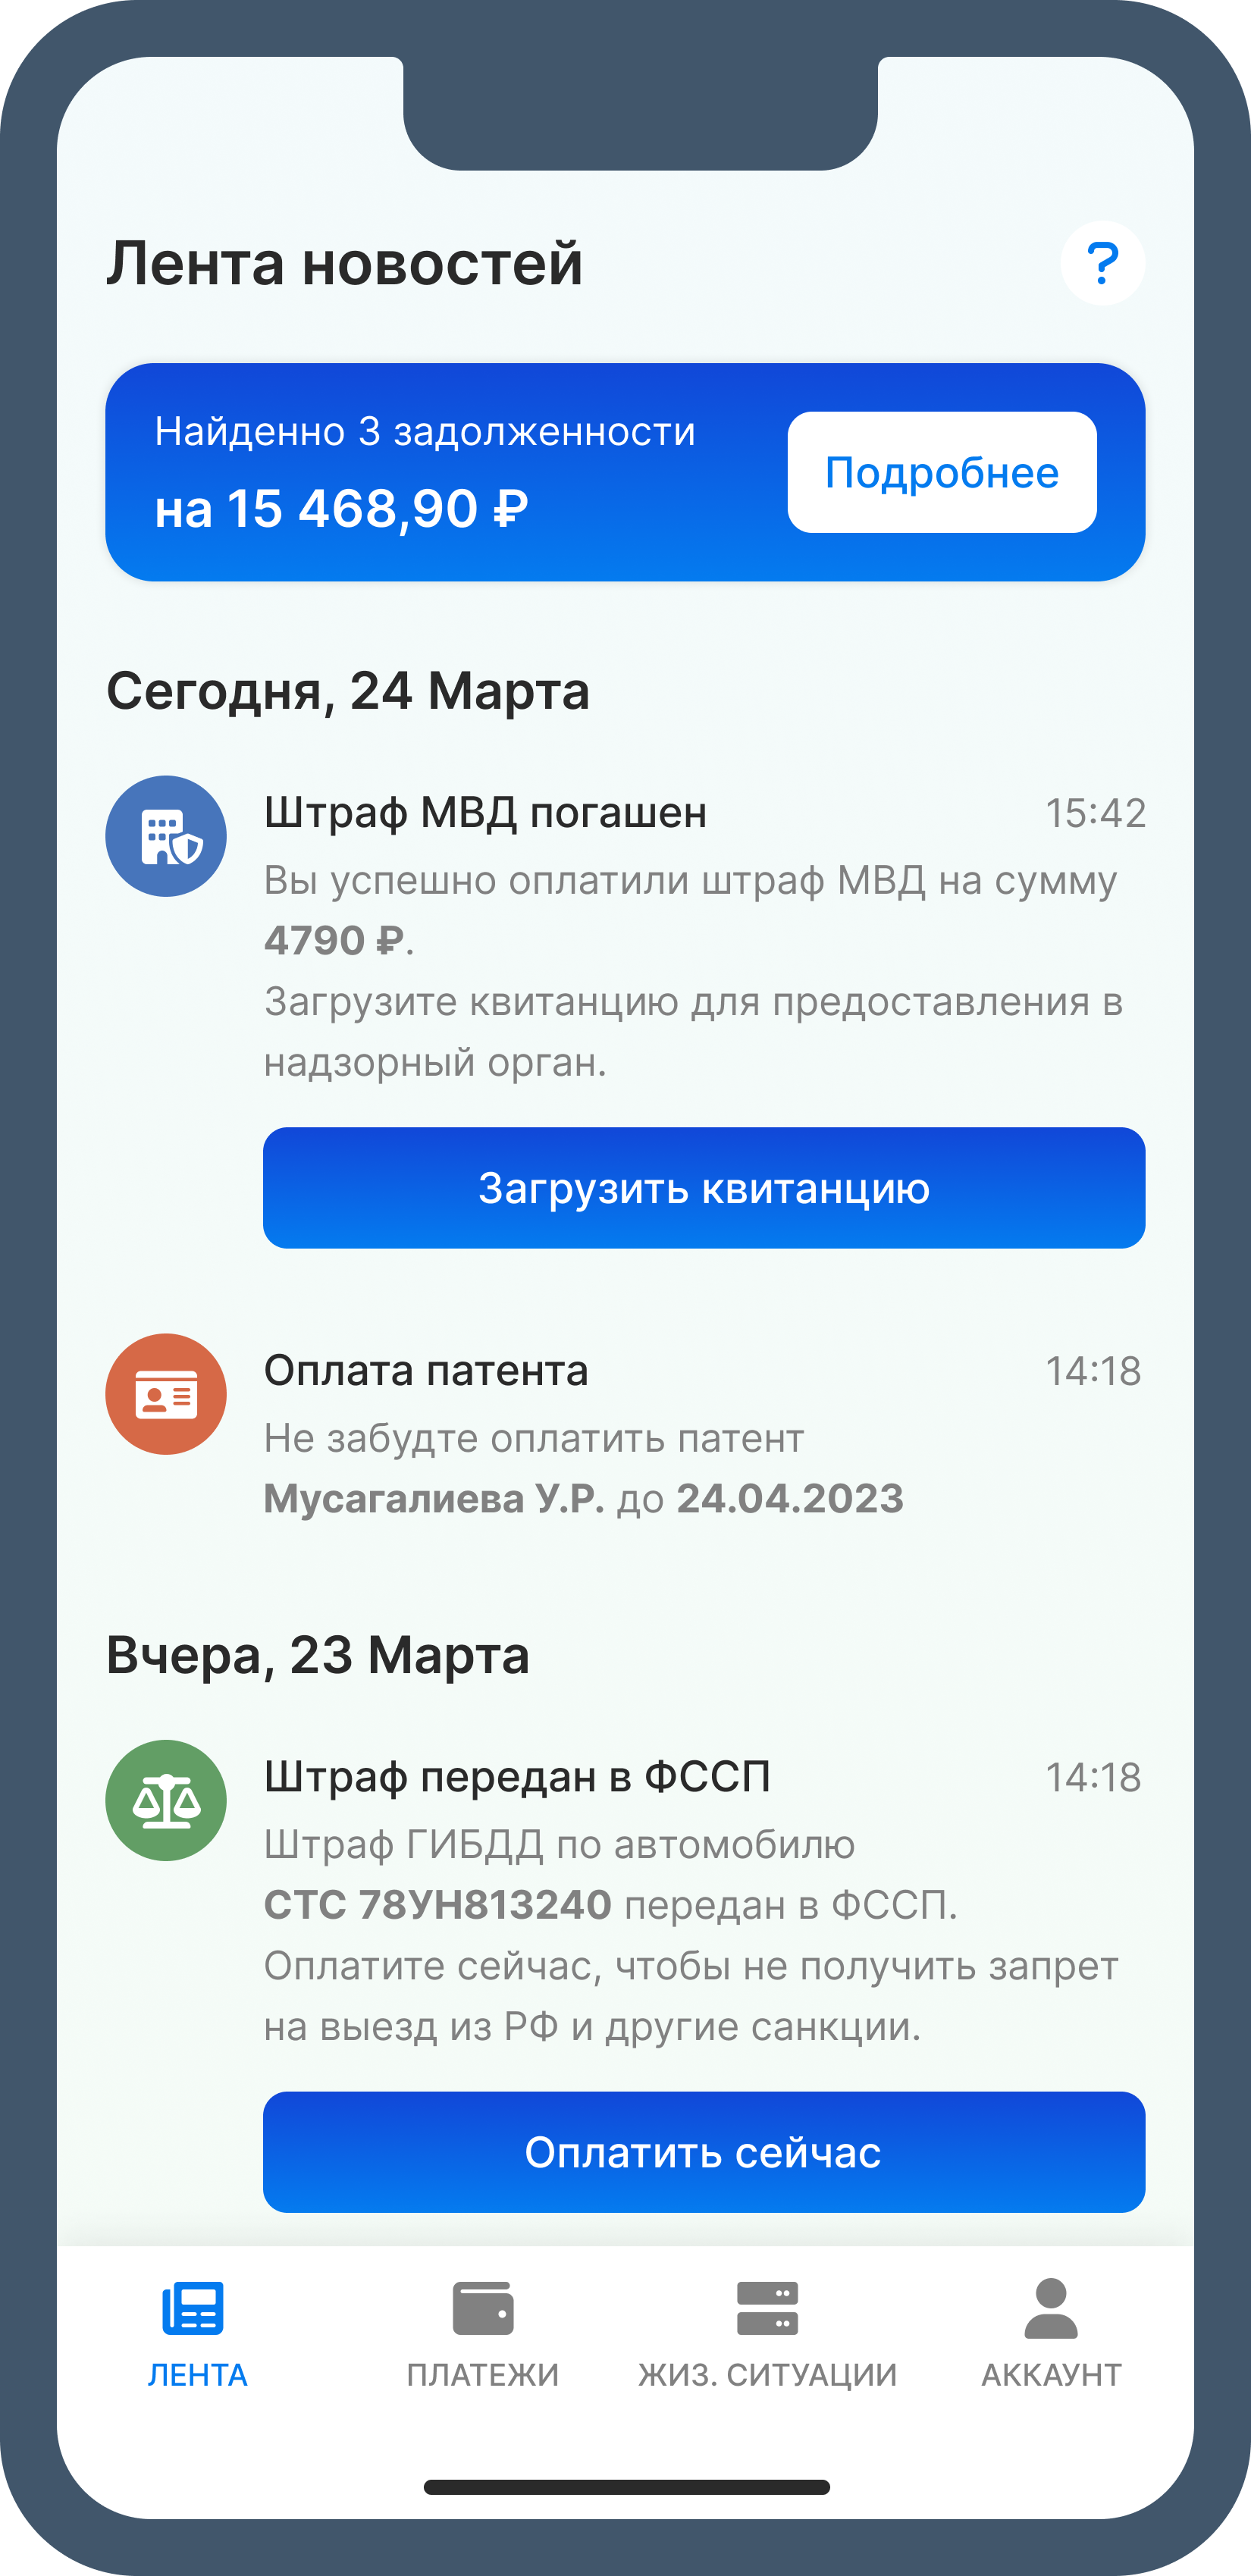 Лента новостей
?
Найденно 3 задолженности
на 15 468,90 ₽
Подробнее
Сегодня, 24 Марта
Штраф МВД погашен
15:42
Вы успешно оплатили штраф МВД на сумму
4790 ₽.
Загрузите квитанцию для предоставления в
надзорный орган.
Загрузить квитанцию
Оплата патента
14:18
Не забудте оплатить патент
Мусагалиева У.Р. до 24.04.2023
Вчера, 23 Марта
Штраф передан в ФССП
14:18
Штраф ГИБДД по автомобилю
СТС 78УН813240 передан в ФССП.
Оплатите сейчас, чтобы не получить запрет
на выезд из РФ и другие санкции.
Оплатить сейчас
ЛЕНТА
ПЛАТЕЖИ
ЖИЗ. СИТУАЦИИ
АККАУНТ